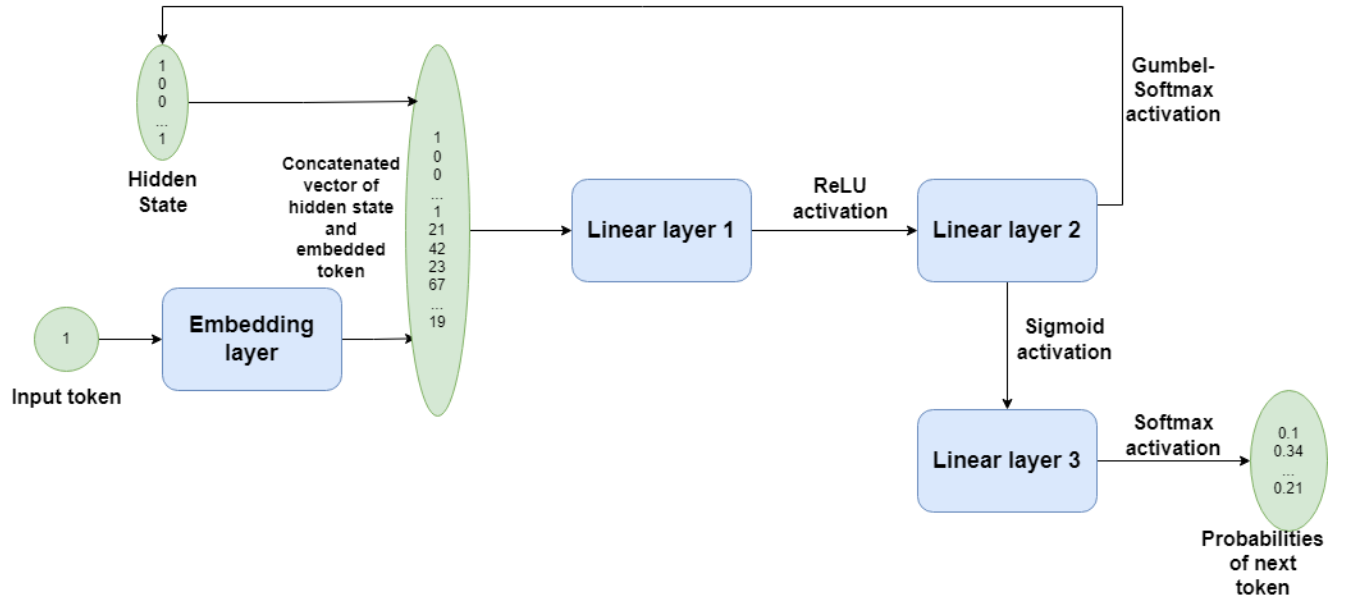 1
0
0
...
1
Hidden
State
Concatenated
vector of
hidden state
and
embedded
token
1
0
0
...
1
21
42
23
67
...
19
1
Input token
Embedding
layer
Linear layer 1
ReLU
activation
Linear layer 2
Gumbel-
Softmax
activation
Sigmoid
activation
Linear layer 3
Softmax
activation
0.1
0.34
...
0.21
Probabilities
of next
token